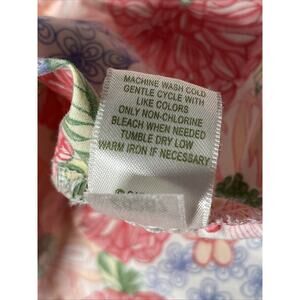 MACHINE WASH COLD
GENTLE CYCLE WITH
LIKE COLORS
ONLY NON-CHLORINE
BLEACH WHEN NEEDED
TUMBLE DRY LOW
WARM IRON IF NECESSARY